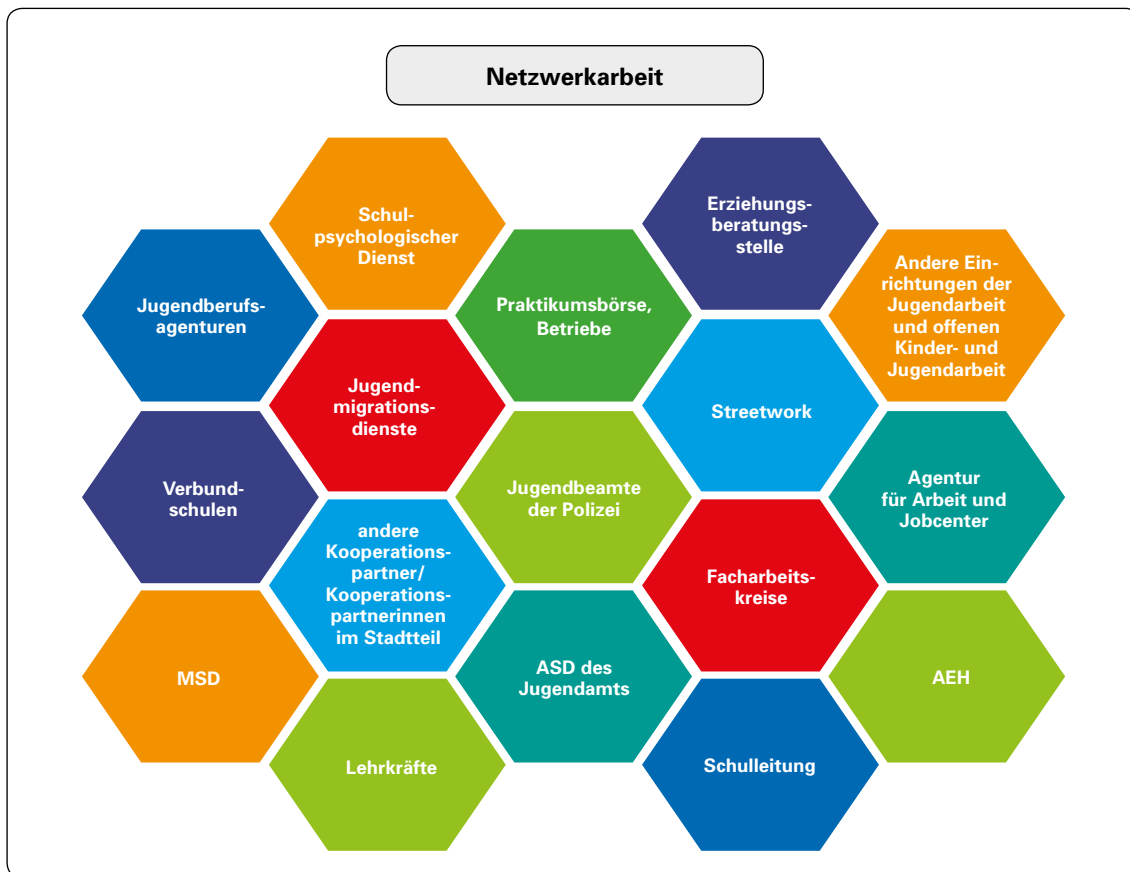 Netzwerkarbeit
Schul-
psychologischer
Dienst
Erziehungs-
beratungs-
stelle
Jugendberufs-
agenturen
Praktikumsbörse,
Betriebe
Andere Ein-
richtungen der
Jugendarbeit
und offenen
Kinder- und
Jugendarbeit
Jugend-
migrations-
dienste
Streetwork
Verbund-
schulen
Jugendbeamte
der Polizei
Agentur
für Arbeit und
Jobcenter
andere
Kooperations-
partner/
Kooperations-
partnerinnen
im Stadtteil
Facharbeits-
kreise
MSD
ASD des
Jugendamts
AEH
Lehrkräfte
Schulleitung